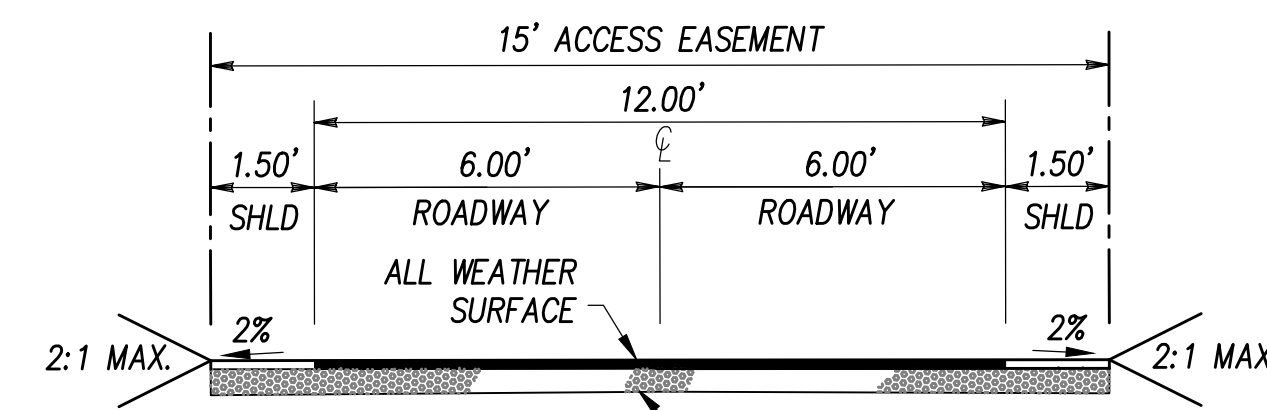 15' ACCESS EASEMENT
12.00'
℄
1.50' 6.00' 6.00' 1.50'
SHLD ROADWAY ROADWAY SHLD
ALL WEATHER
SURFACE
2% 2%
2:1 MAX. 2:1 MAX